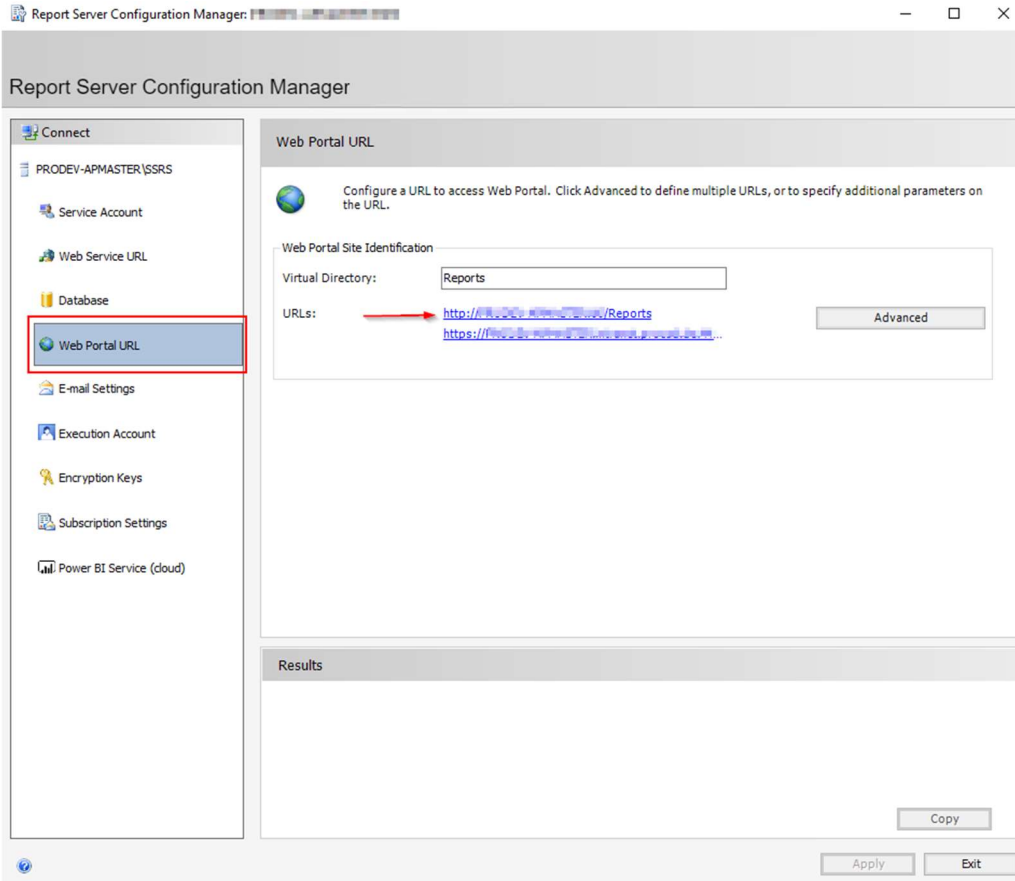 Report Server Configuration Manager:
Report Server Configuration Manager
Connect
PRODEV-APMASTER\SSRS
Service Account
Web Service URL
Database
Web Portal URL
E-mail Settings
Execution Account
Encryption Keys
Subscription Settings
Power BI Service (cloud)
Web Portal URL
Configure a URL to access Web Portal. Click Advanced to define multiple URLs, or to specify additional parameters on
the URL.
Web Portal Site Identification
Virtual Directory: Reports
URLs: http:// /Reports
https:// ...
Advanced
Results
Copy
Apply Exit